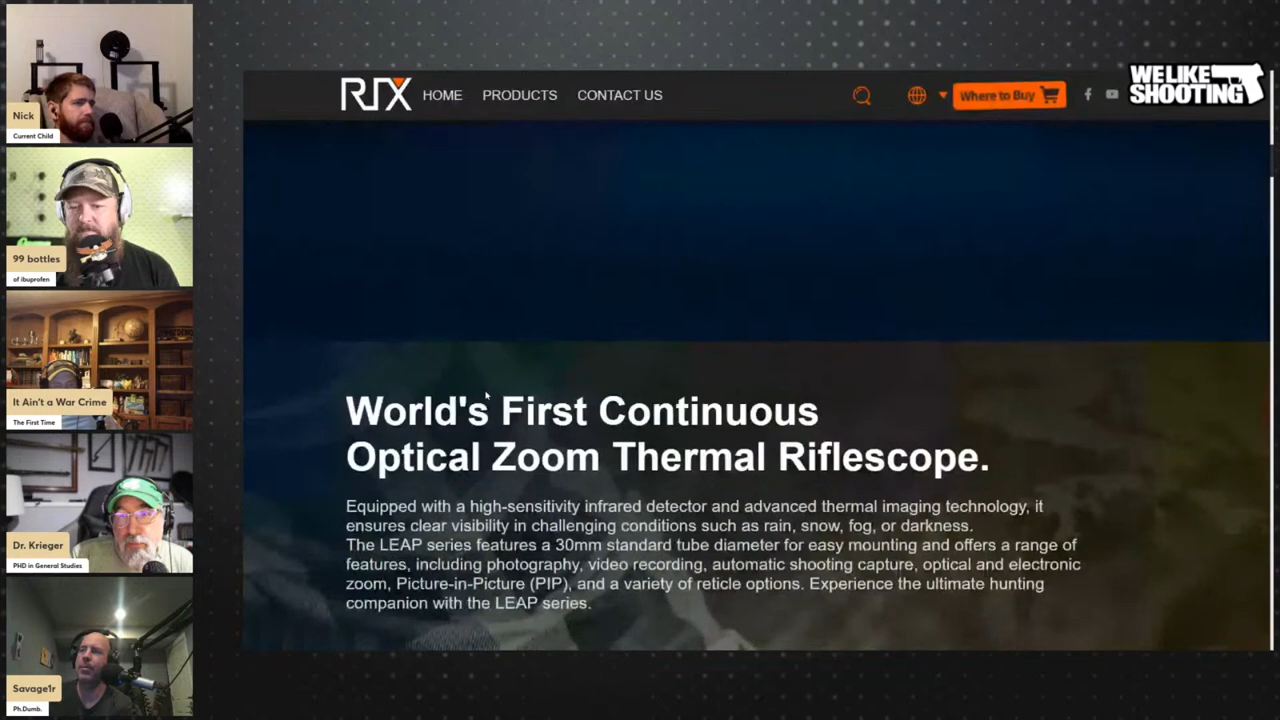 Nick
Current Child
99 bottles
of ibuprofen
It Ain't a War Crime
The First Time
Dr. Krieger
PHD in General Studies
Savage1r
Ph.Dumb.
RIX
HOME
PRODUCTS
CONTACT US
Where to Buy
WE LIKE
SHOOTING
World's First Continuous
Optical Zoom Thermal Riflescope.
Equipped with a high-sensitivity infrared detector and advanced thermal imaging technology, it
ensures clear visibility in challenging conditions such as rain, snow, fog, or darkness.
The LEAP series features a 30mm standard tube diameter for easy mounting and offers a range of
features, including photography, video recording, automatic shooting capture, optical and electronic
zoom, Picture-in-Picture (PIP), and a variety of reticle options. Experience the ultimate hunting
companion with the LEAP series.